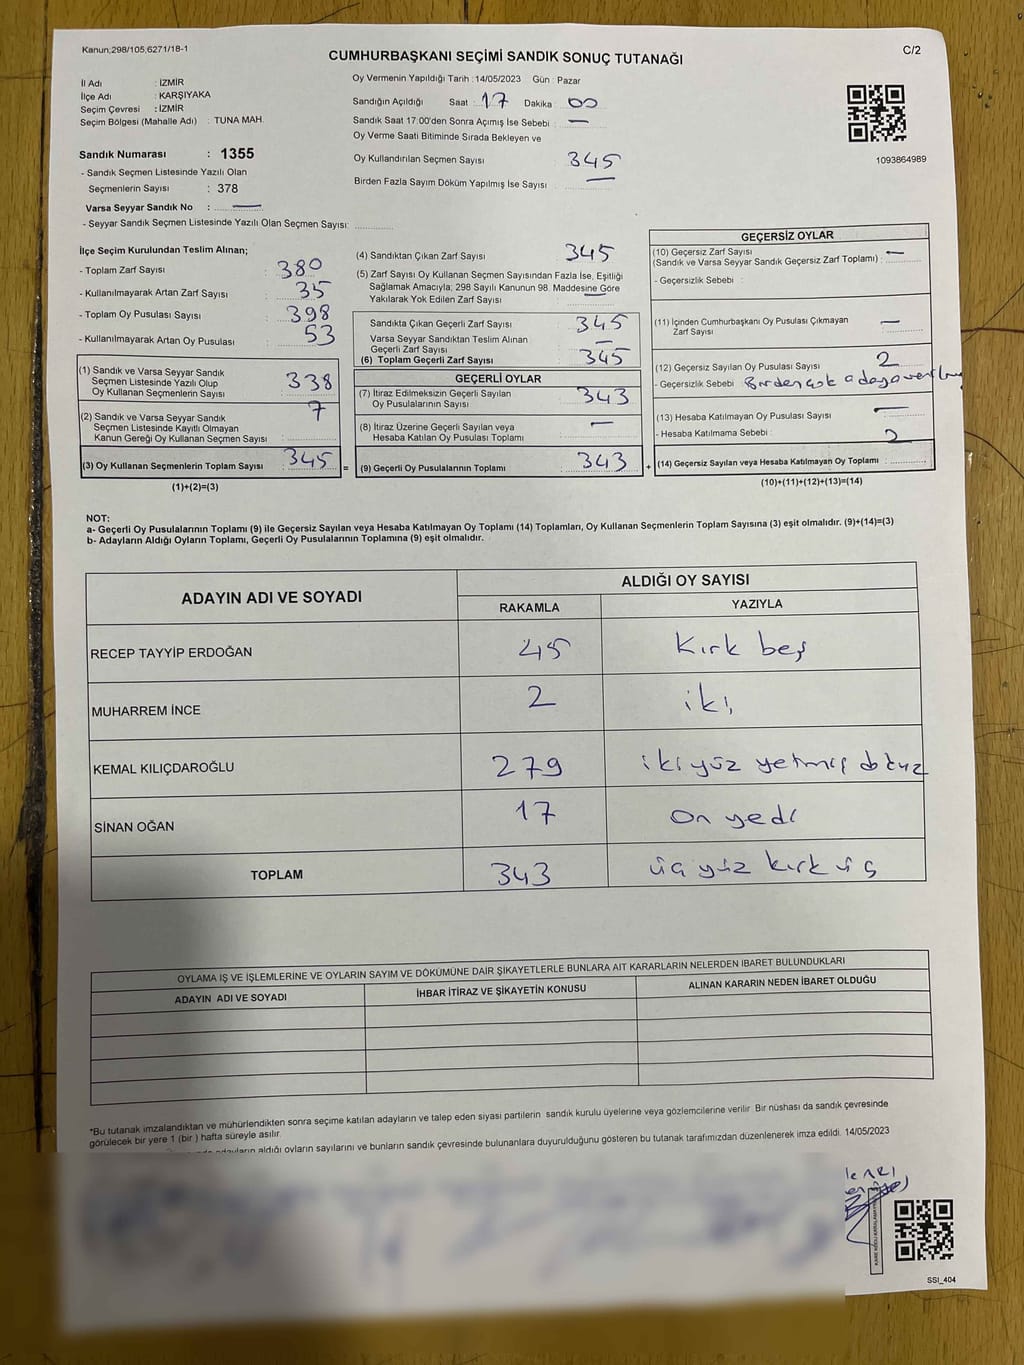 Kanun;298/105,6271/18-1
CUMHURBAŞKANI SEÇİMİ SANDIK SONUÇ TUTANAĞI
C/2
İl Adı : İZMİR
İlçe Adı : KARŞIYAKA
Seçim Çevresi : İZMİR
Seçim Bölgesi (Mahalle Adı) : TUNA MAH.
Sandık Numarası : 1355
- Sandık Seçmen Listesinde Yazılı Olan
Seçmenlerin Sayısı : 378
Varsa Seyyar Sandık No : —
- Seyyar Sandık Seçmen Listesinde Yazılı Olan Seçmen Sayısı:
Oy Vermenin Yapıldığı Tarih : 14/05/2023 Gün : Pazar
Sandığın Açıldığı Saat : 17 Dakika : 00
Sandık Saat 17:00'den Sonra Açımış İse Sebebi : —
Oy Verme Saati Bitiminde Sırada Bekleyen ve
Oy Kullandırılan Seçmen Sayısı 345
Birden Fazla Sayım Döküm Yapılmış İse Sayısı —
1093864989
İlçe Seçim Kurulundan Teslim Alınan;
- Toplam Zarf Sayısı : 380
- Kullanılmayarak Artan Zarf Sayısı : 35
- Toplam Oy Pusulası Sayısı : 398
- Kullanılmayarak Artan Oy Pusulası : 53
(1) Sandık ve Varsa Seyyar Sandık
Seçmen Listesinde Yazılı Olup
Oy Kullanan Seçmenlerin Sayısı : 338
(2) Sandık ve Varsa Seyyar Sandık
Seçmen Listesinde Kayıtlı Olmayan
Kanun Gereği Oy Kullanan Seçmen Sayısı : 7
(3) Oy Kullanan Seçmenlerin Toplam Sayısı : 345 =
(1)+(2)=(3)
(4) Sandıktan Çıkan Zarf Sayısı : 345
(5) Zarf Sayısı Oy Kullanan Seçmen Sayısından Fazla İse, Eşitliği
Sağlamak Amacıyla; 298 Sayılı Kanunun 98. Maddesine Göre
Yakılarak Yok Edilen Zarf Sayısı : —
Sandıkta Çıkan Geçerli Zarf Sayısı : 345
Varsa Seyyar Sandıktan Teslim Alınan
Geçerli Zarf Sayısı : —
(6) Toplam Geçerli Zarf Sayısı : 345
GEÇERLİ OYLAR
(7) İtiraz Edilmeksizin Geçerli Sayılan
Oy Pusulalarının Sayısı : 343
(8) İtiraz Üzerine Geçerli Sayılan veya
Hesaba Katılan Oy Pusulası Toplamı : —
(9) Geçerli Oy Pusulalarının Toplamı : 343 +
GEÇERSİZ OYLAR
(10) Geçersiz Zarf Sayısı
(Sandık ve Varsa Seyyar Sandık Geçersiz Zarf Toplamı) : —
- Geçersizlik Sebebi :
(11) İçinden Cumhurbaşkanı Oy Pusulası Çıkmayan
Zarf Sayısı : —
(12) Geçersiz Sayılan Oy Pusulası Sayısı : 2
- Geçersizlik Sebebi : Birden çok adaya
(13) Hesaba Katılmayan Oy Pusulası Sayısı : —
- Hesaba Katılmama Sebebi :
(14) Geçersiz Sayılan veya Hesaba Katılmayan Oy Toplamı : 2
(10)+(11)+(12)+(13)=(14)
NOT:
a- Geçerli Oy Pusulalarının Toplamı (9) ile Geçersiz Sayılan veya Hesaba Katılmayan Oy Toplamı (14) Toplamları, Oy Kullanan Seçmenlerin Toplam Sayısına (3) eşit olmalıdır. (9)+(14)=(3)
b- Adayların Aldığı Oyların Toplamı, Geçerli Oy Pusulalarının Toplamına (9) eşit olmalıdır.
ADAYIN ADI VE SOYADI ALDIĞI OY SAYISI
RAKAMLA YAZIYLA
RECEP TAYYİP ERDOĞAN 45 Kırk beş
MUHARREM İNCE 2 iki
KEMAL KILIÇDAROĞLU 279 iki yüz yetmiş dokuz
SİNAN OĞAN 17 On yedi
TOPLAM 343 üç yüz kırk üç
OYLAMA İŞ VE İŞLEMLERİNE VE OYLARIN SAYIM VE DÖKÜMÜNE DAİR ŞİKAYETLERLE BUNLARA AİT KARARLARIN NELERDEN İBARET BULUNDUKLARI
ADAYIN ADI VE SOYADI İHBAR İTİRAZ VE ŞİKAYETİN KONUSU ALINAN KARARIN NEDEN İBARET OLDUĞU
*Bu tutanak imzalandıktan ve mühürlendikten sonra seçime katılan adayların ve talep eden siyasi partilerin sandık kurulu üyelerine veya gözlemcilerine verilir. Bir nüshası da sandık çevresinde
görülecek bir yere 1 (bir ) hafta süreyle asılır.
adayların aldığı oyların sayılarını ve bunların sandık çevresinde bulunanlara duyurulduğunu gösteren bu tutanak tarafımızdan düzenlenerek imza edildi. 14/05/2023
SSI_404